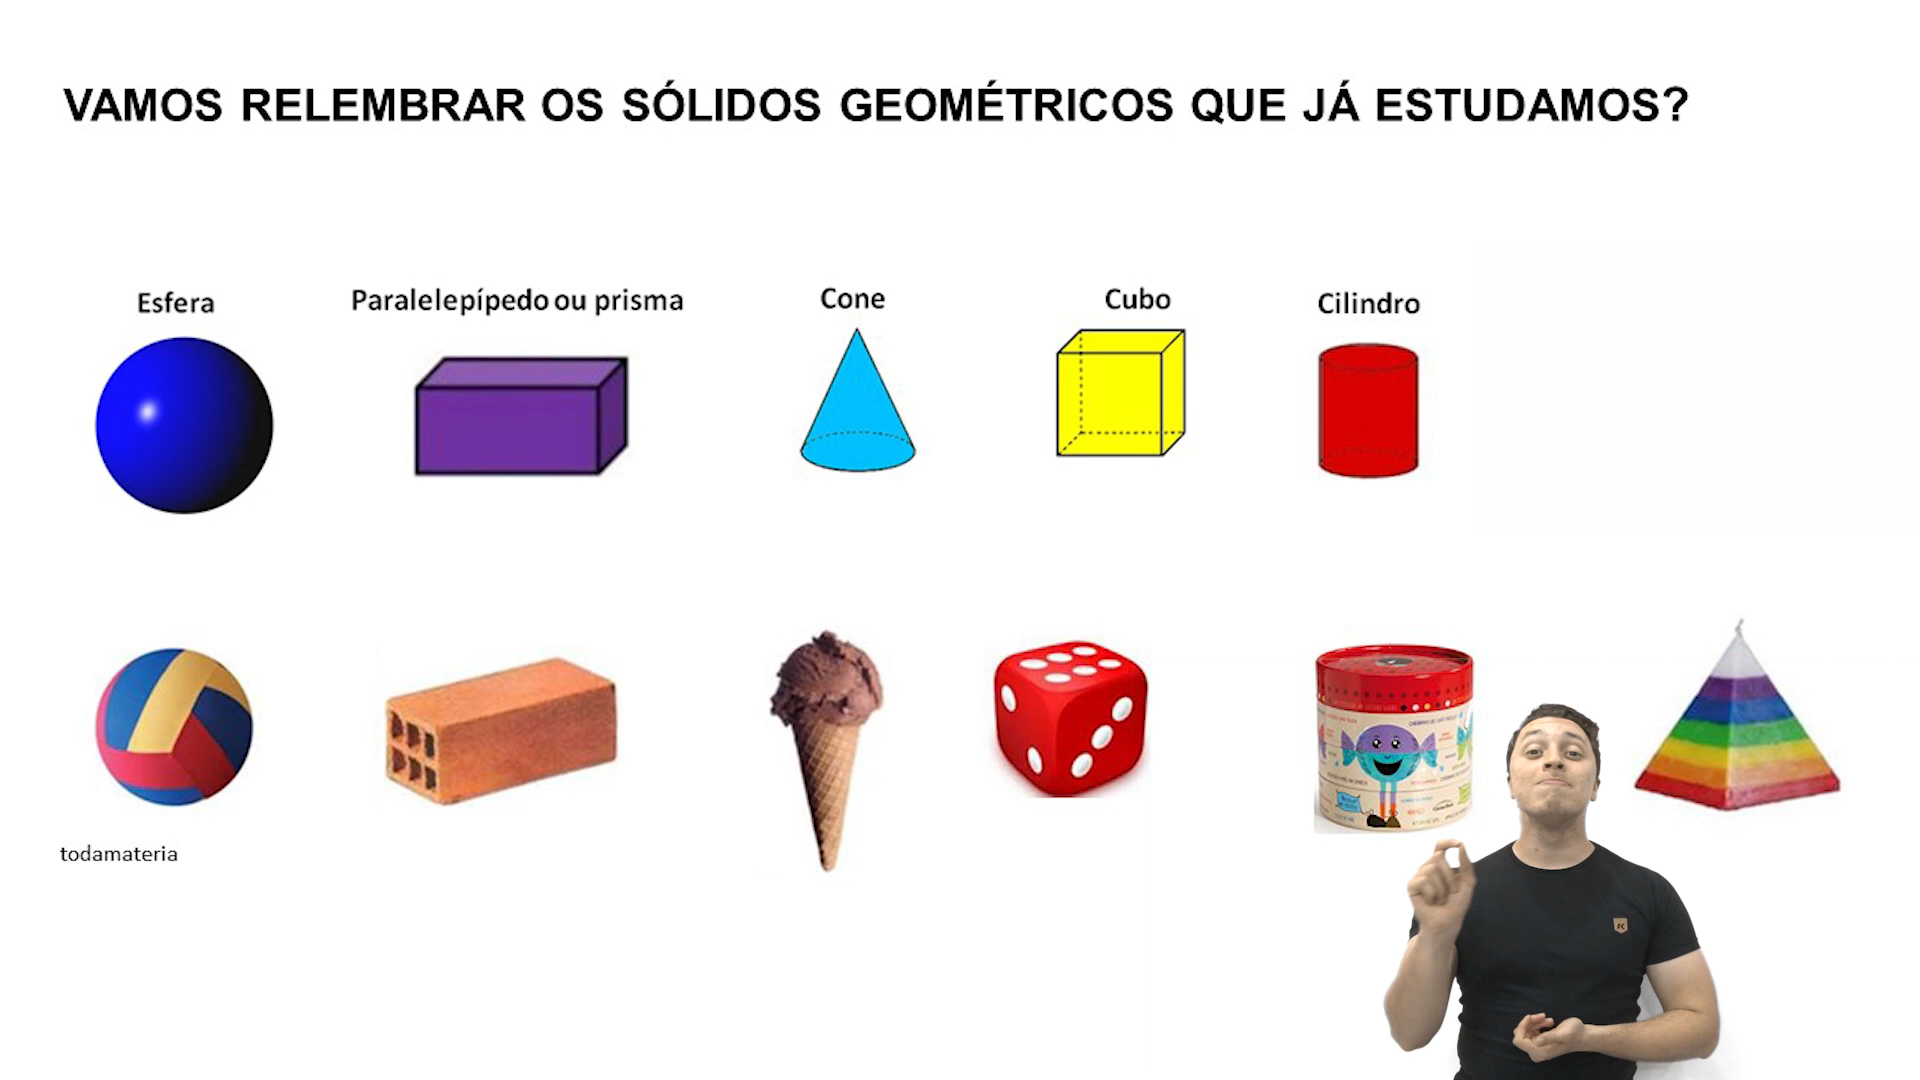 VAMOS RELEMBRAR OS SÓLIDOS GEOMÉTRICOS QUE JÁ ESTUDAMOS?
Esfera
Paralelepípedo ou prisma
Cone
Cubo
Cilindro
todamateria